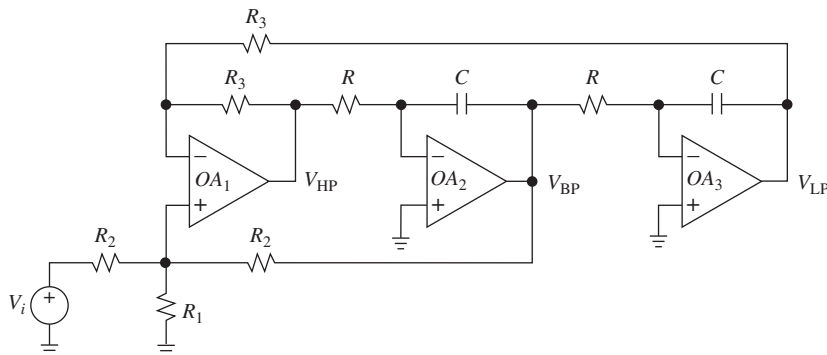 R3
R3
R
C
R
C
−
OA1
+
VHP
−
OA2
+
VBP
−
OA3
+
VLP
R2
R2
Vi
+
R1